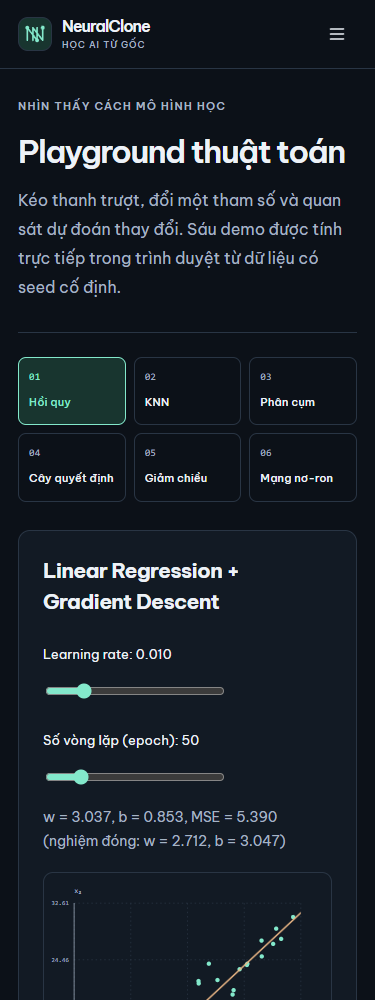 NeuralClone
HỌC AI TỪ GỐC
NHÌN THẤY CÁCH MÔ HÌNH HỌC
Playground thuật toán
Kéo thanh trượt, đổi một tham số và quan
sát dự đoán thay đổi. Sáu demo được tính
trực tiếp trong trình duyệt từ dữ liệu có
seed cố định.
01
Hồi quy
02
KNN
03
Phân cụm
04
Cây quyết định
05
Giảm chiều
06
Mạng nơ-ron
Linear Regression +
Gradient Descent
Learning rate: 0.010
Số vòng lặp (epoch): 50
w = 3.037, b = 0.853, MSE = 5.390
(nghiệm đóng: w = 2.712, b = 3.047)
x₂
32.61
24.46